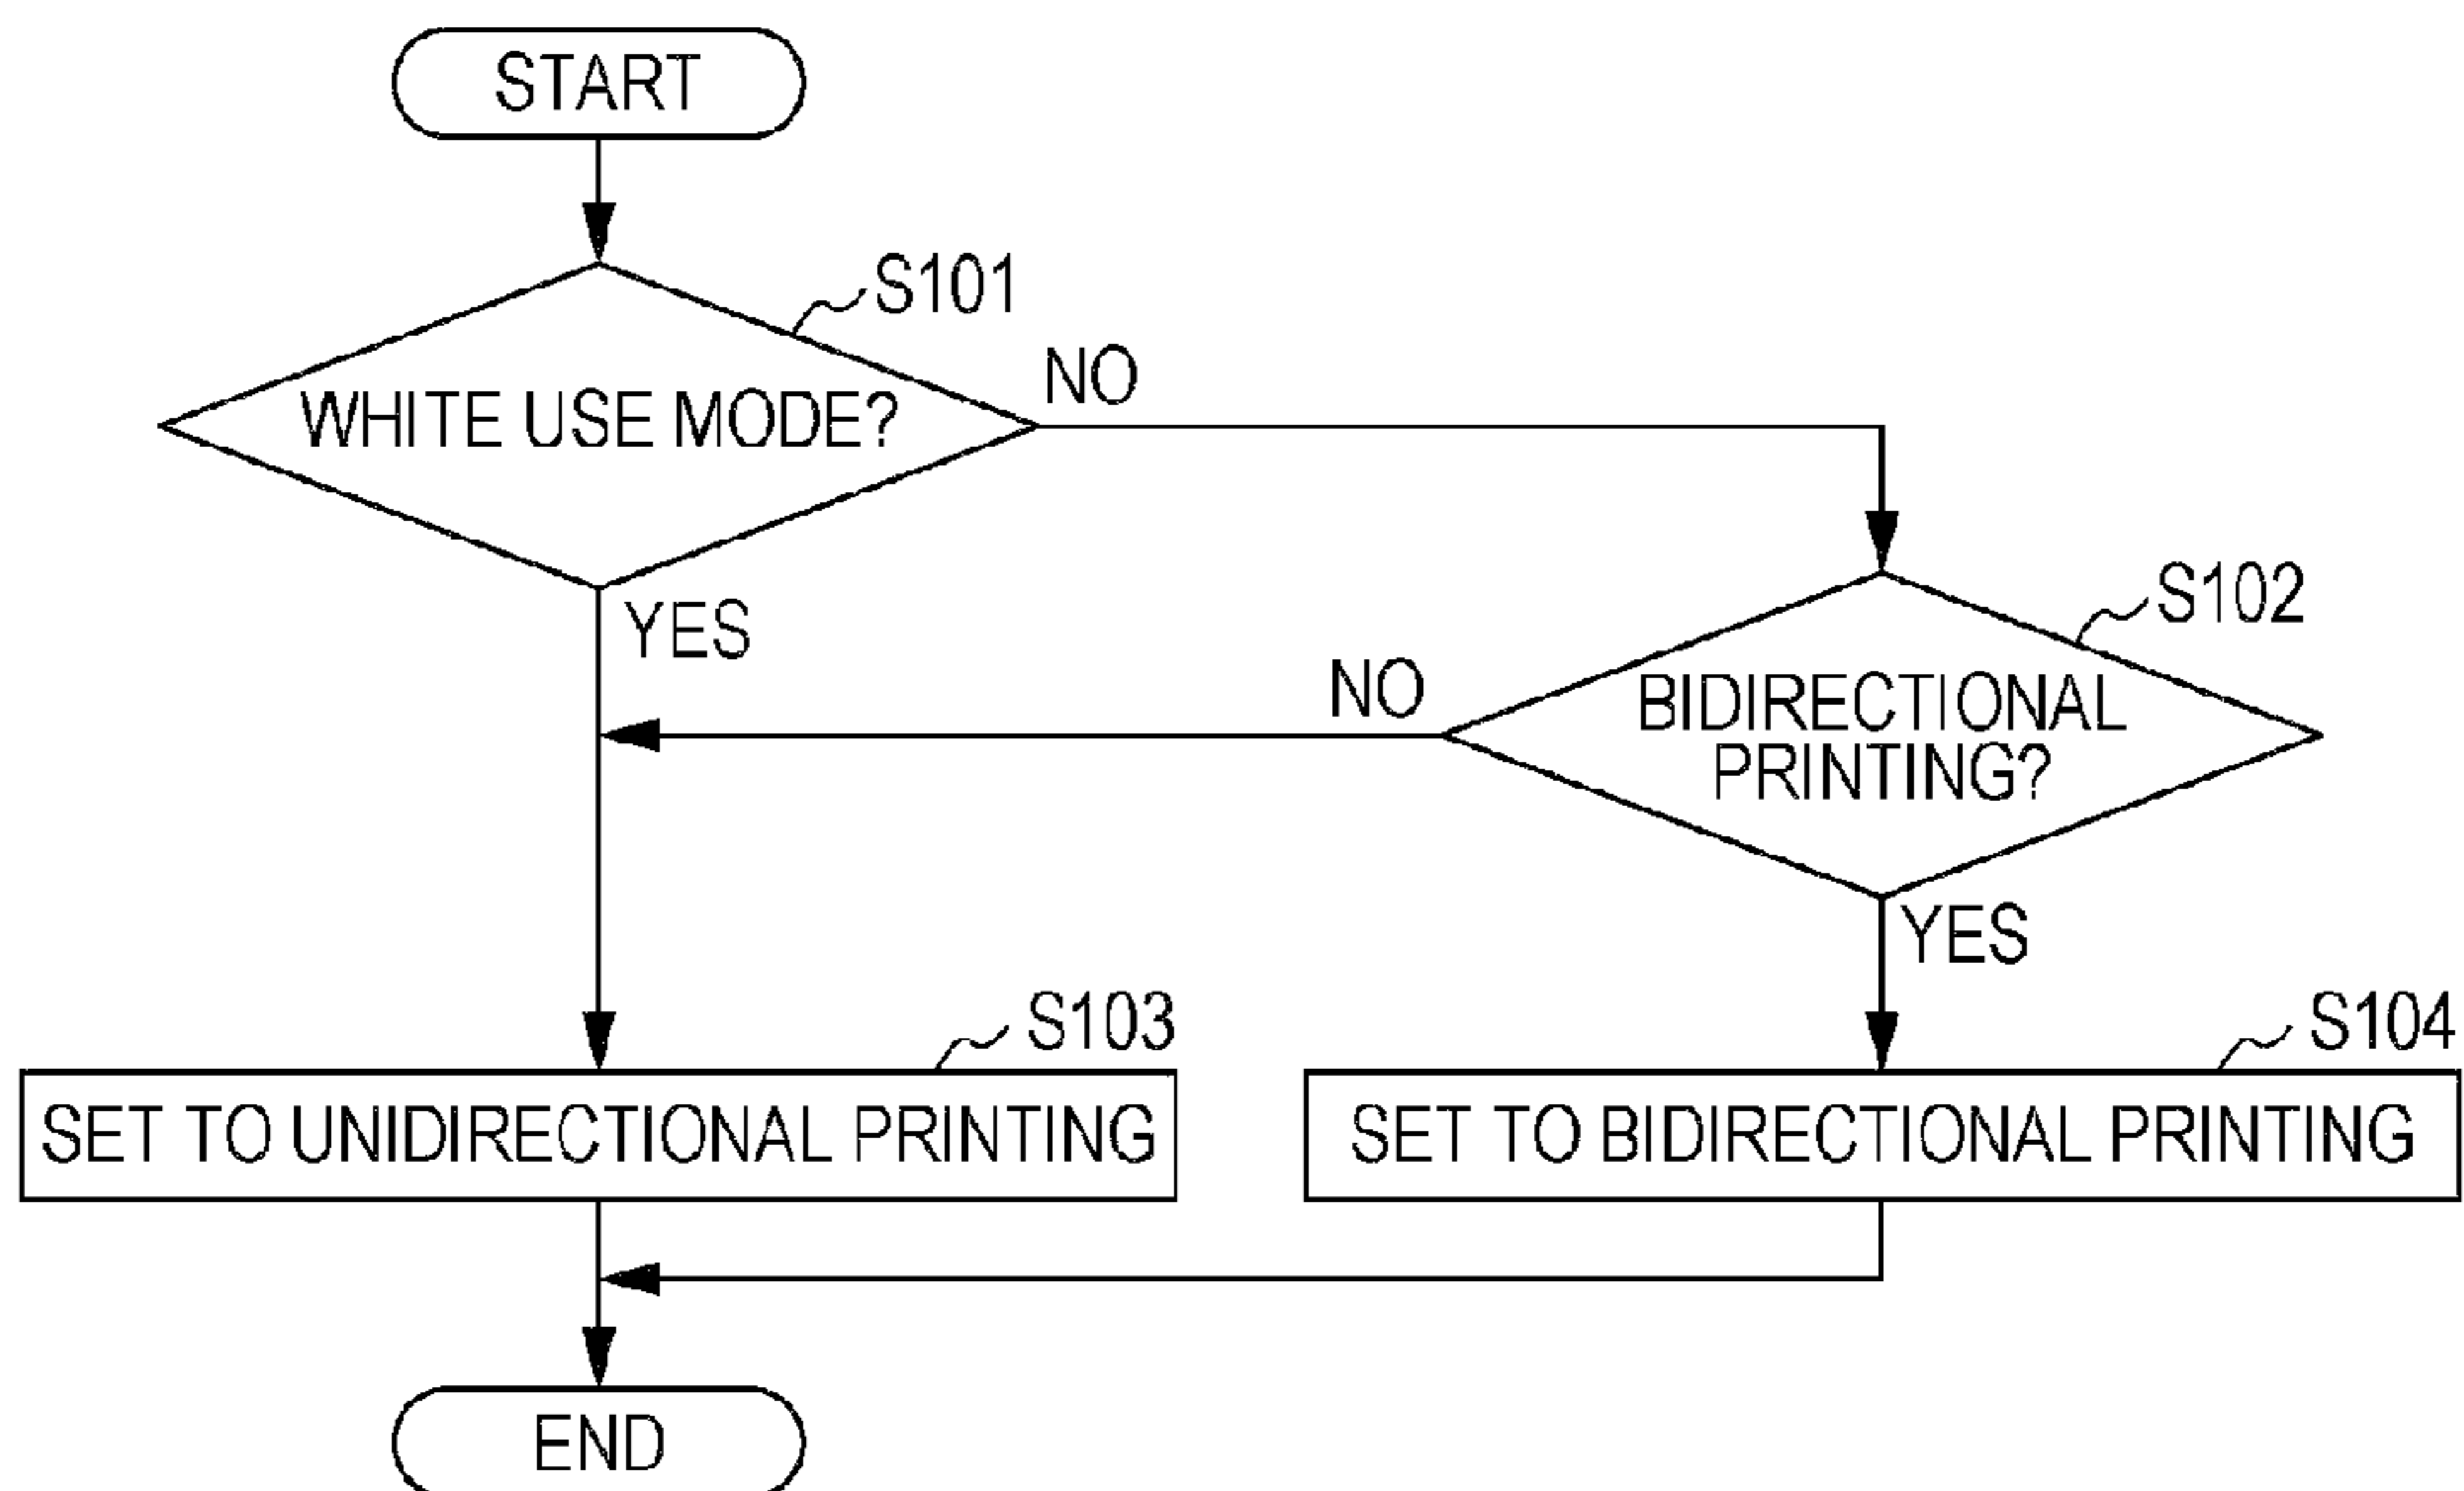 START
S101
WHITE USE MODE?
NO
YES
S102
BIDIRECTIONAL
PRINTING?
NO
YES
S103
SET TO UNIDIRECTIONAL PRINTING
S104
SET TO BIDIRECTIONAL PRINTING
END